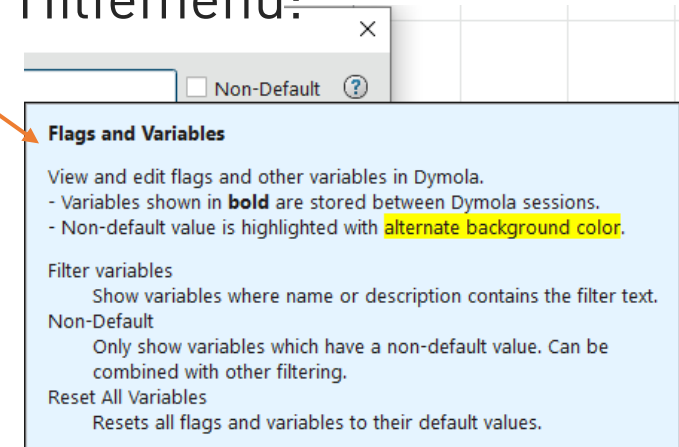 Hilfemenü:
Non-Default ?
Flags and Variables
View and edit flags and other variables in Dymola.
- Variables shown in bold are stored between Dymola sessions.
- Non-default value is highlighted with alternate background color.
Filter variables
Show variables where name or description contains the filter text.
Non-Default
Only show variables which have a non-default value. Can be
combined with other filtering.
Reset All Variables
Resets all flags and variables to their default values.